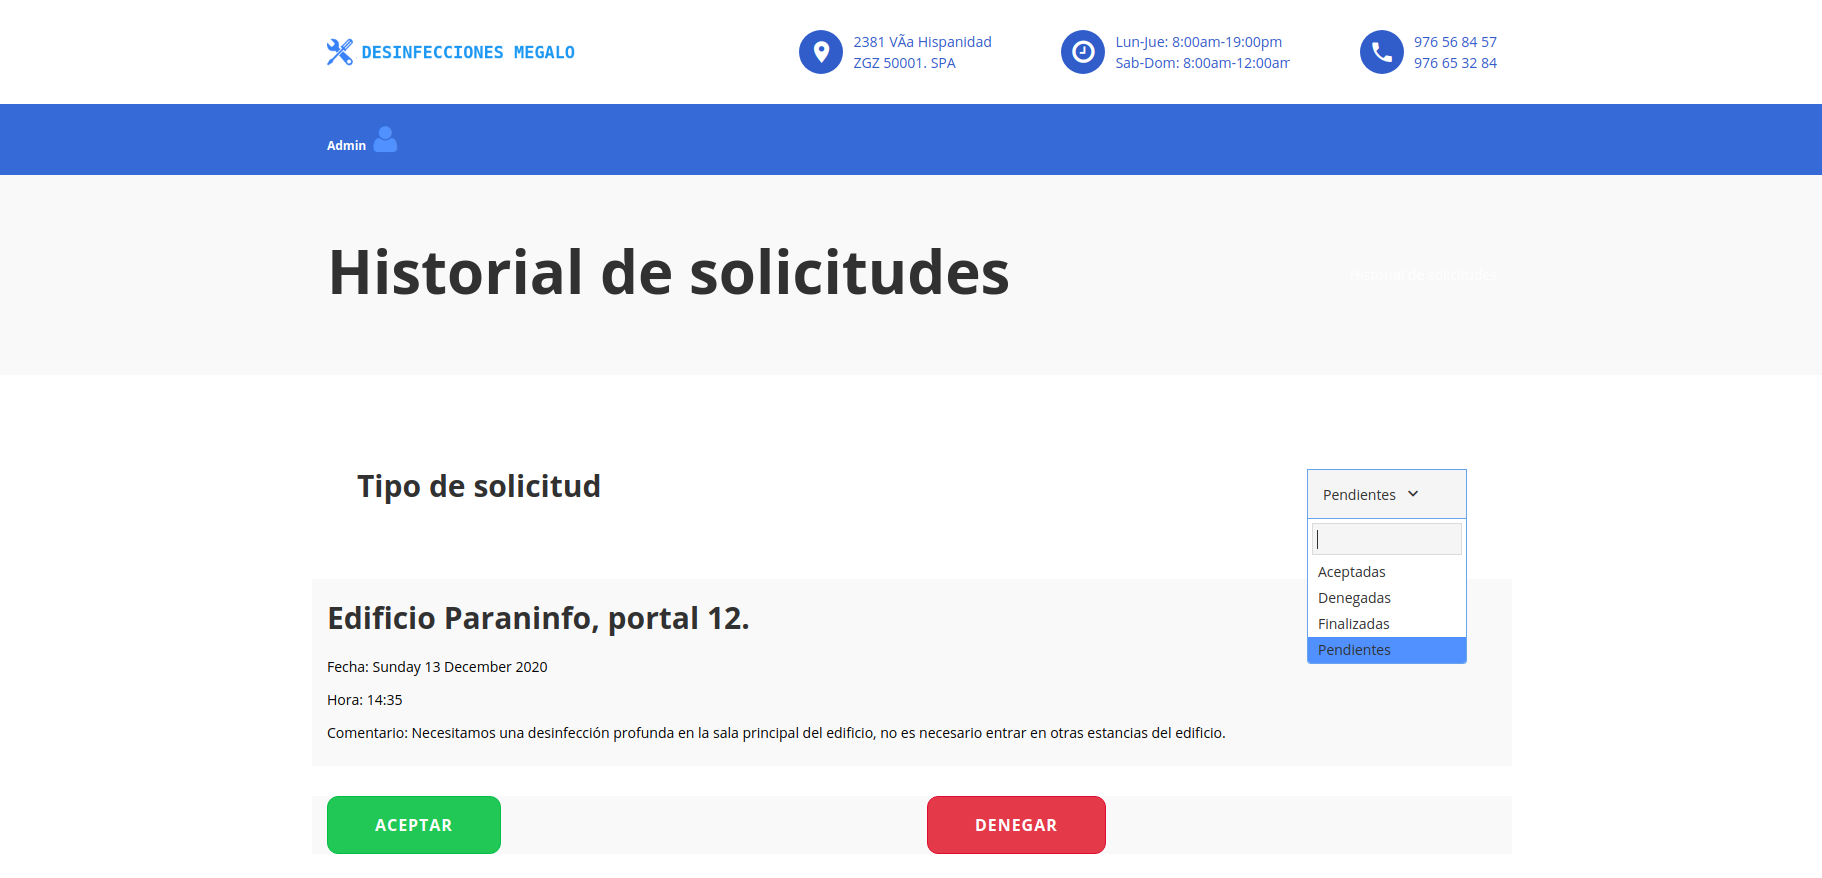 DESINFECCIONES MEGALO
2381 VÃa Hispanidad
ZGZ 50001. SPA
Lun-Jue: 8:00am-19:00pm
Sab-Dom: 8:00am-12:00am
976 56 84 57
976 65 32 84
Admin
Historial de solicitudes
Historial de solicitudes
Tipo de solicitud
Pendientes
Aceptadas
Denegadas
Finalizadas
Pendientes
Edificio Paraninfo, portal 12.
Fecha: Sunday 13 December 2020
Hora: 14:35
Comentario: Necesitamos una desinfección profunda en la sala principal del edificio, no es necesario entrar en otras estancias del edificio.
ACEPTAR
DENEGAR